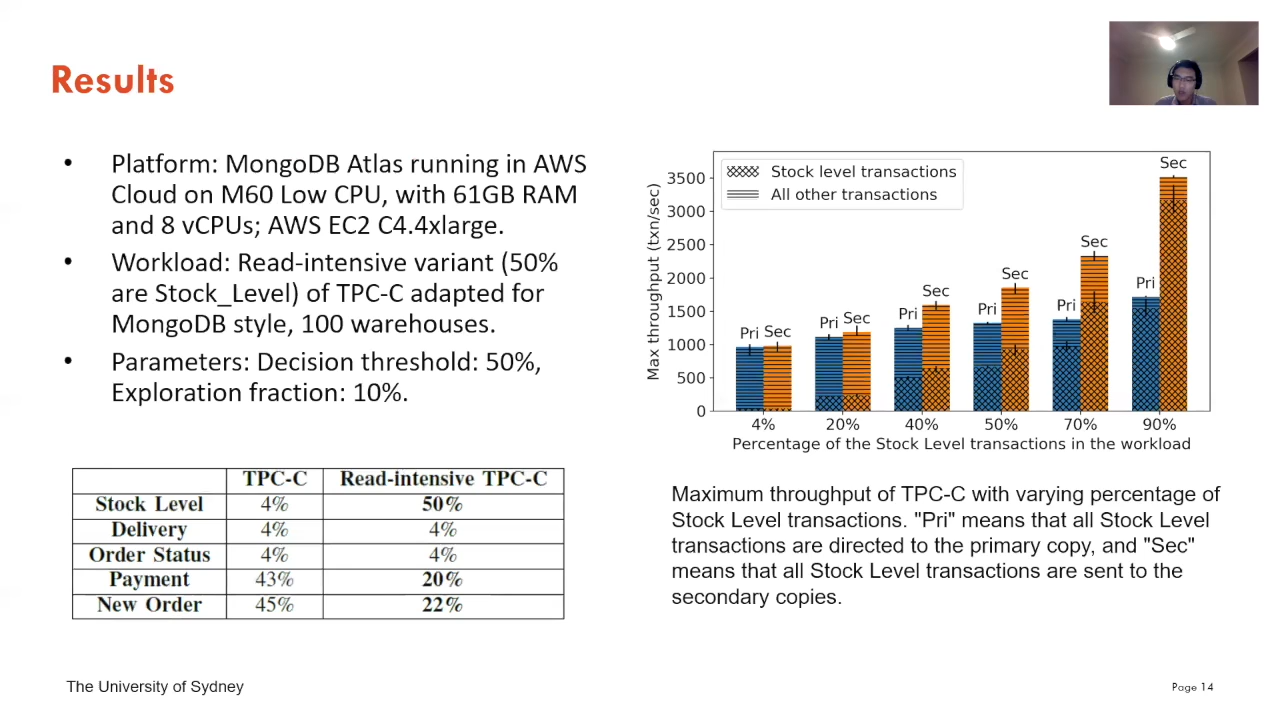 Results
• Platform: MongoDB Atlas running in AWS
Cloud on M60 Low CPU, with 61GB RAM
and 8 vCPUs; AWS EC2 C4.4xlarge.
• Workload: Read-intensive variant (50%
are Stock_Level) of TPC-C adapted for
MongoDB style, 100 warehouses.
• Parameters: Decision threshold: 50%,
Exploration fraction: 10%.
TPC-C Read-intensive TPC-C
Stock Level 4% 50%
Delivery 4% 4%
Order Status 4% 4%
Payment 43% 20%
New Order 45% 22%
Stock level transactions
All other transactions
Max throughput (txn/sec)
3500
3000
2500
2000
1500
1000
500
0
Pri Sec
Pri Sec
Pri Sec
Pri Sec
Pri Sec
Pri Sec
4% 20% 40% 50% 70% 90%
Percentage of the Stock Level transactions in the workload
Maximum throughput of TPC-C with varying percentage of
Stock Level transactions. "Pri" means that all Stock Level
transactions are directed to the primary copy, and "Sec"
means that all Stock Level transactions are sent to the
secondary copies.
The University of Sydney
Page 14